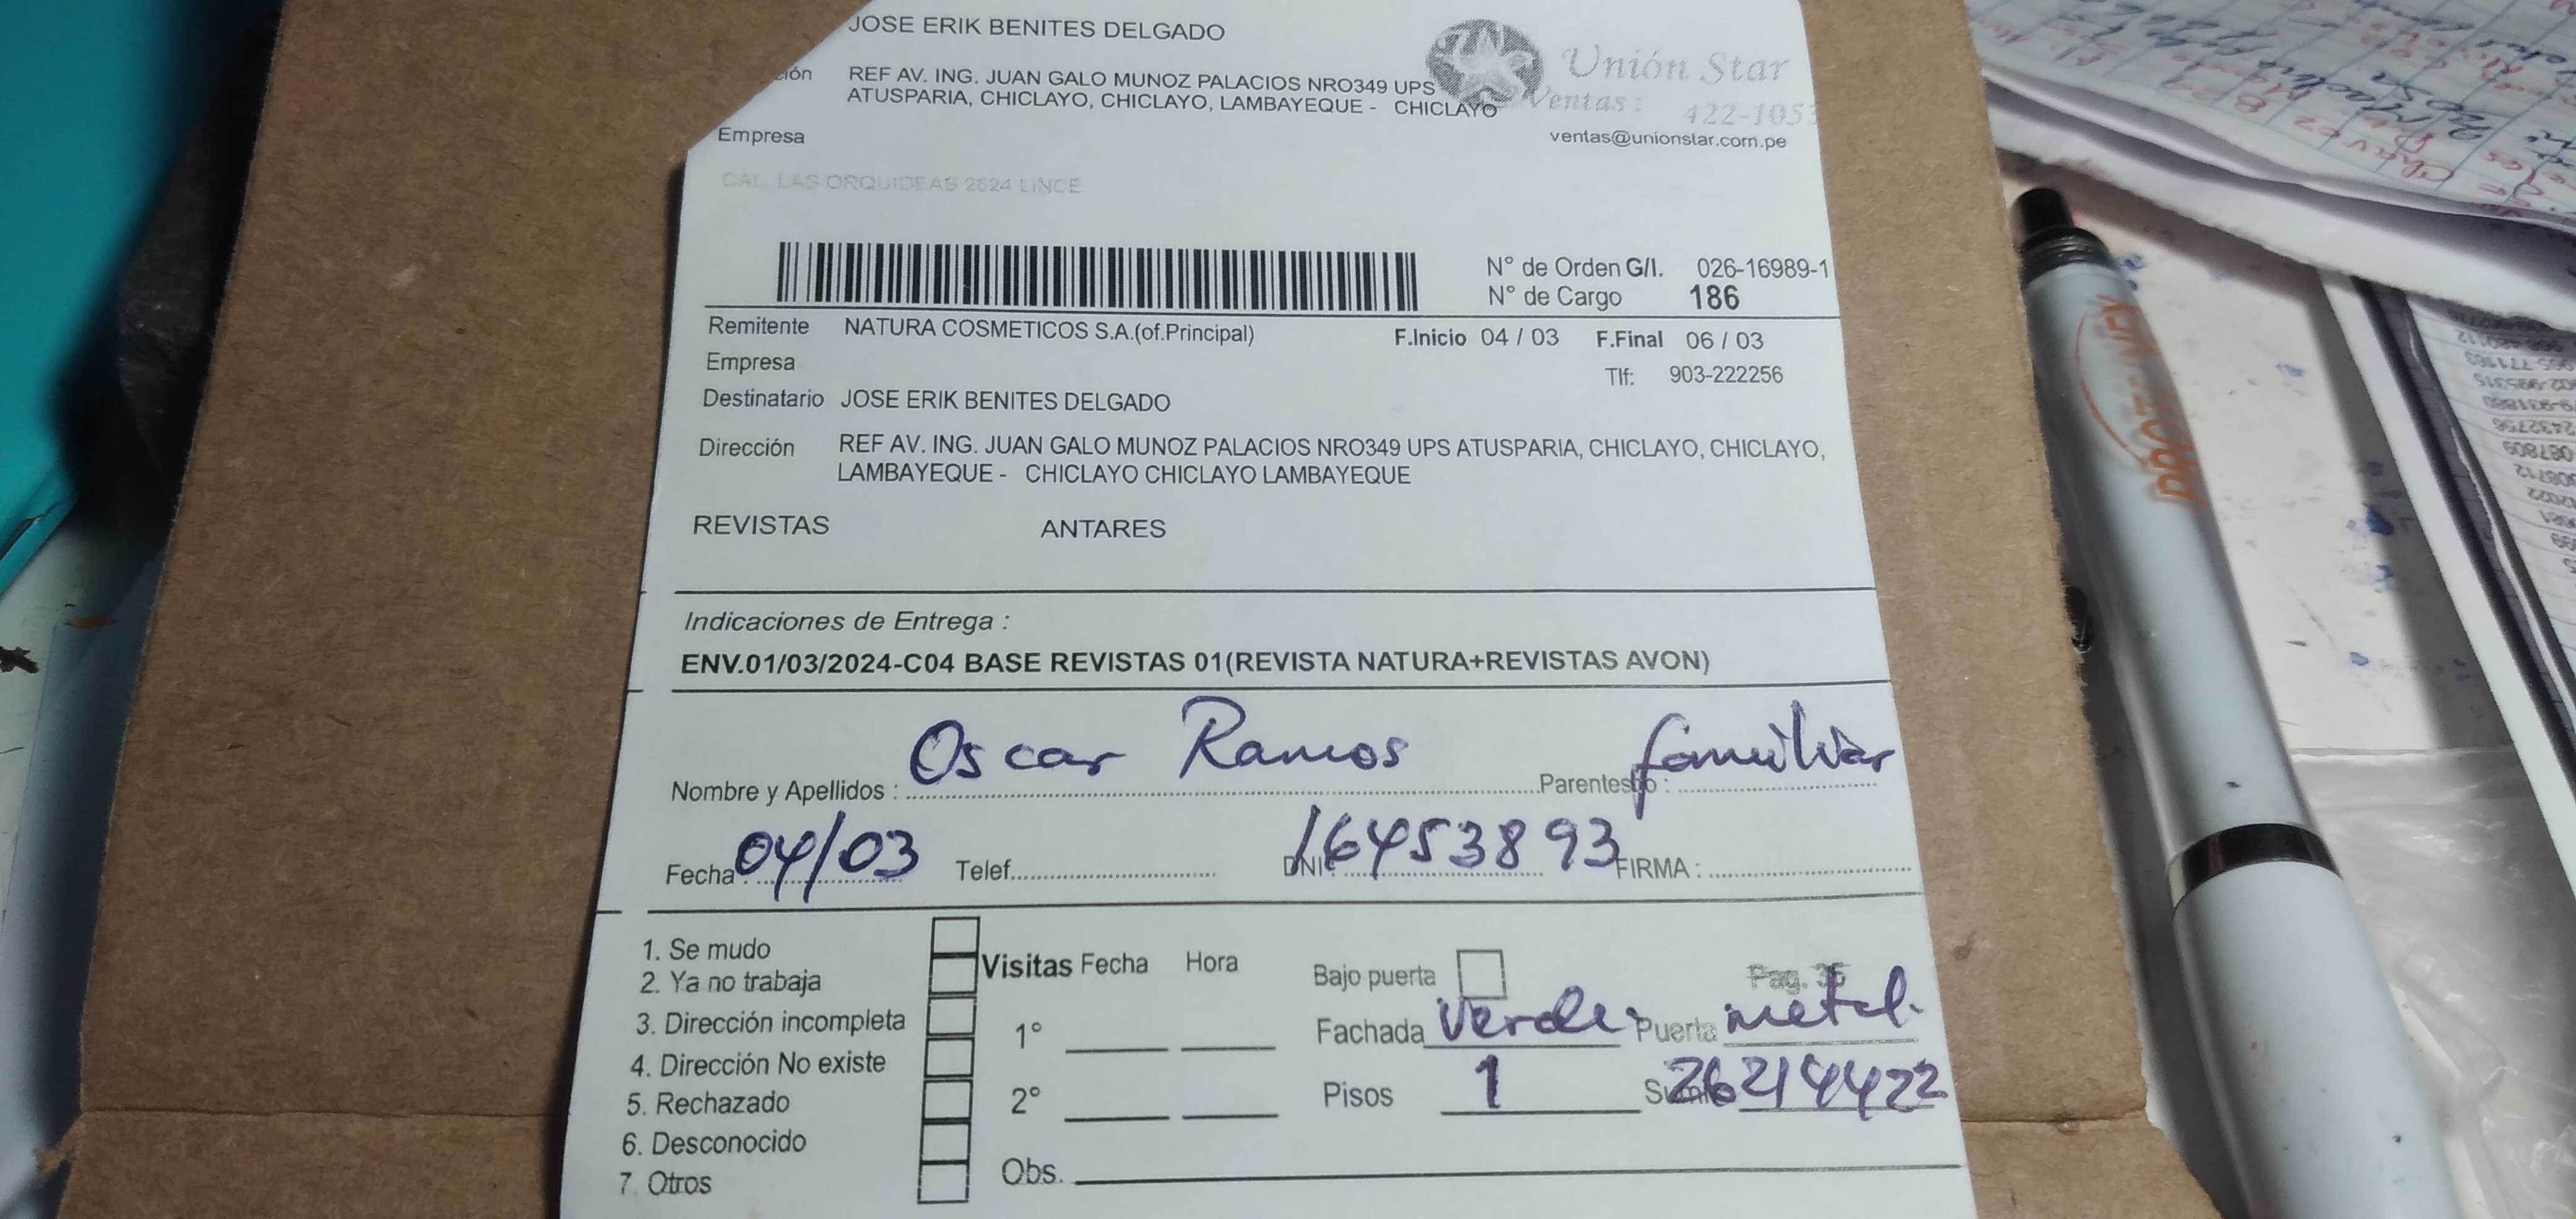 JOSE ERIK BENITES DELGADO
ión REF AV. ING. JUAN GALO MUNOZ PALACIOS NRO349 UPS
ATUSPARIA, CHICLAYO, CHICLAYO, LAMBAYEQUE - CHICLAYO
Unión Star
Ventas: 422-1053
ventas@unionstar.com.pe
Empresa
CAL. LAS ORQUIDEAS 2624 LINCE
N° de Orden G/I. 026-16989-1
N° de Cargo 186
Remitente NATURA COSMETICOS S.A.(of.Principal) F.Inicio 04 / 03 F.Final 06 / 03
Empresa
Tlf: 903-222256
Destinatario JOSE ERIK BENITES DELGADO
Dirección REF AV. ING. JUAN GALO MUNOZ PALACIOS NRO349 UPS ATUSPARIA, CHICLAYO, CHICLAYO,
LAMBAYEQUE - CHICLAYO CHICLAYO LAMBAYEQUE
REVISTAS ANTARES
Indicaciones de Entrega :
ENV.01/03/2024-C04 BASE REVISTAS 01(REVISTA NATURA+REVISTAS AVON)
Nombre y Apellidos : Oscar Ramos Parentesco : familiar
Fecha : 04/03 Telef. DNI : 16453893 FIRMA :
1. Se mudo
2. Ya no trabaja
3. Dirección incompleta
4. Dirección No existe
5. Rechazado
6. Desconocido
7. Otros
Visitas Fecha Hora
1°
2°
Obs.
Bajo puerta Pag. 36
Fachada Verde. Puerta metal.
Pisos 1 26214422